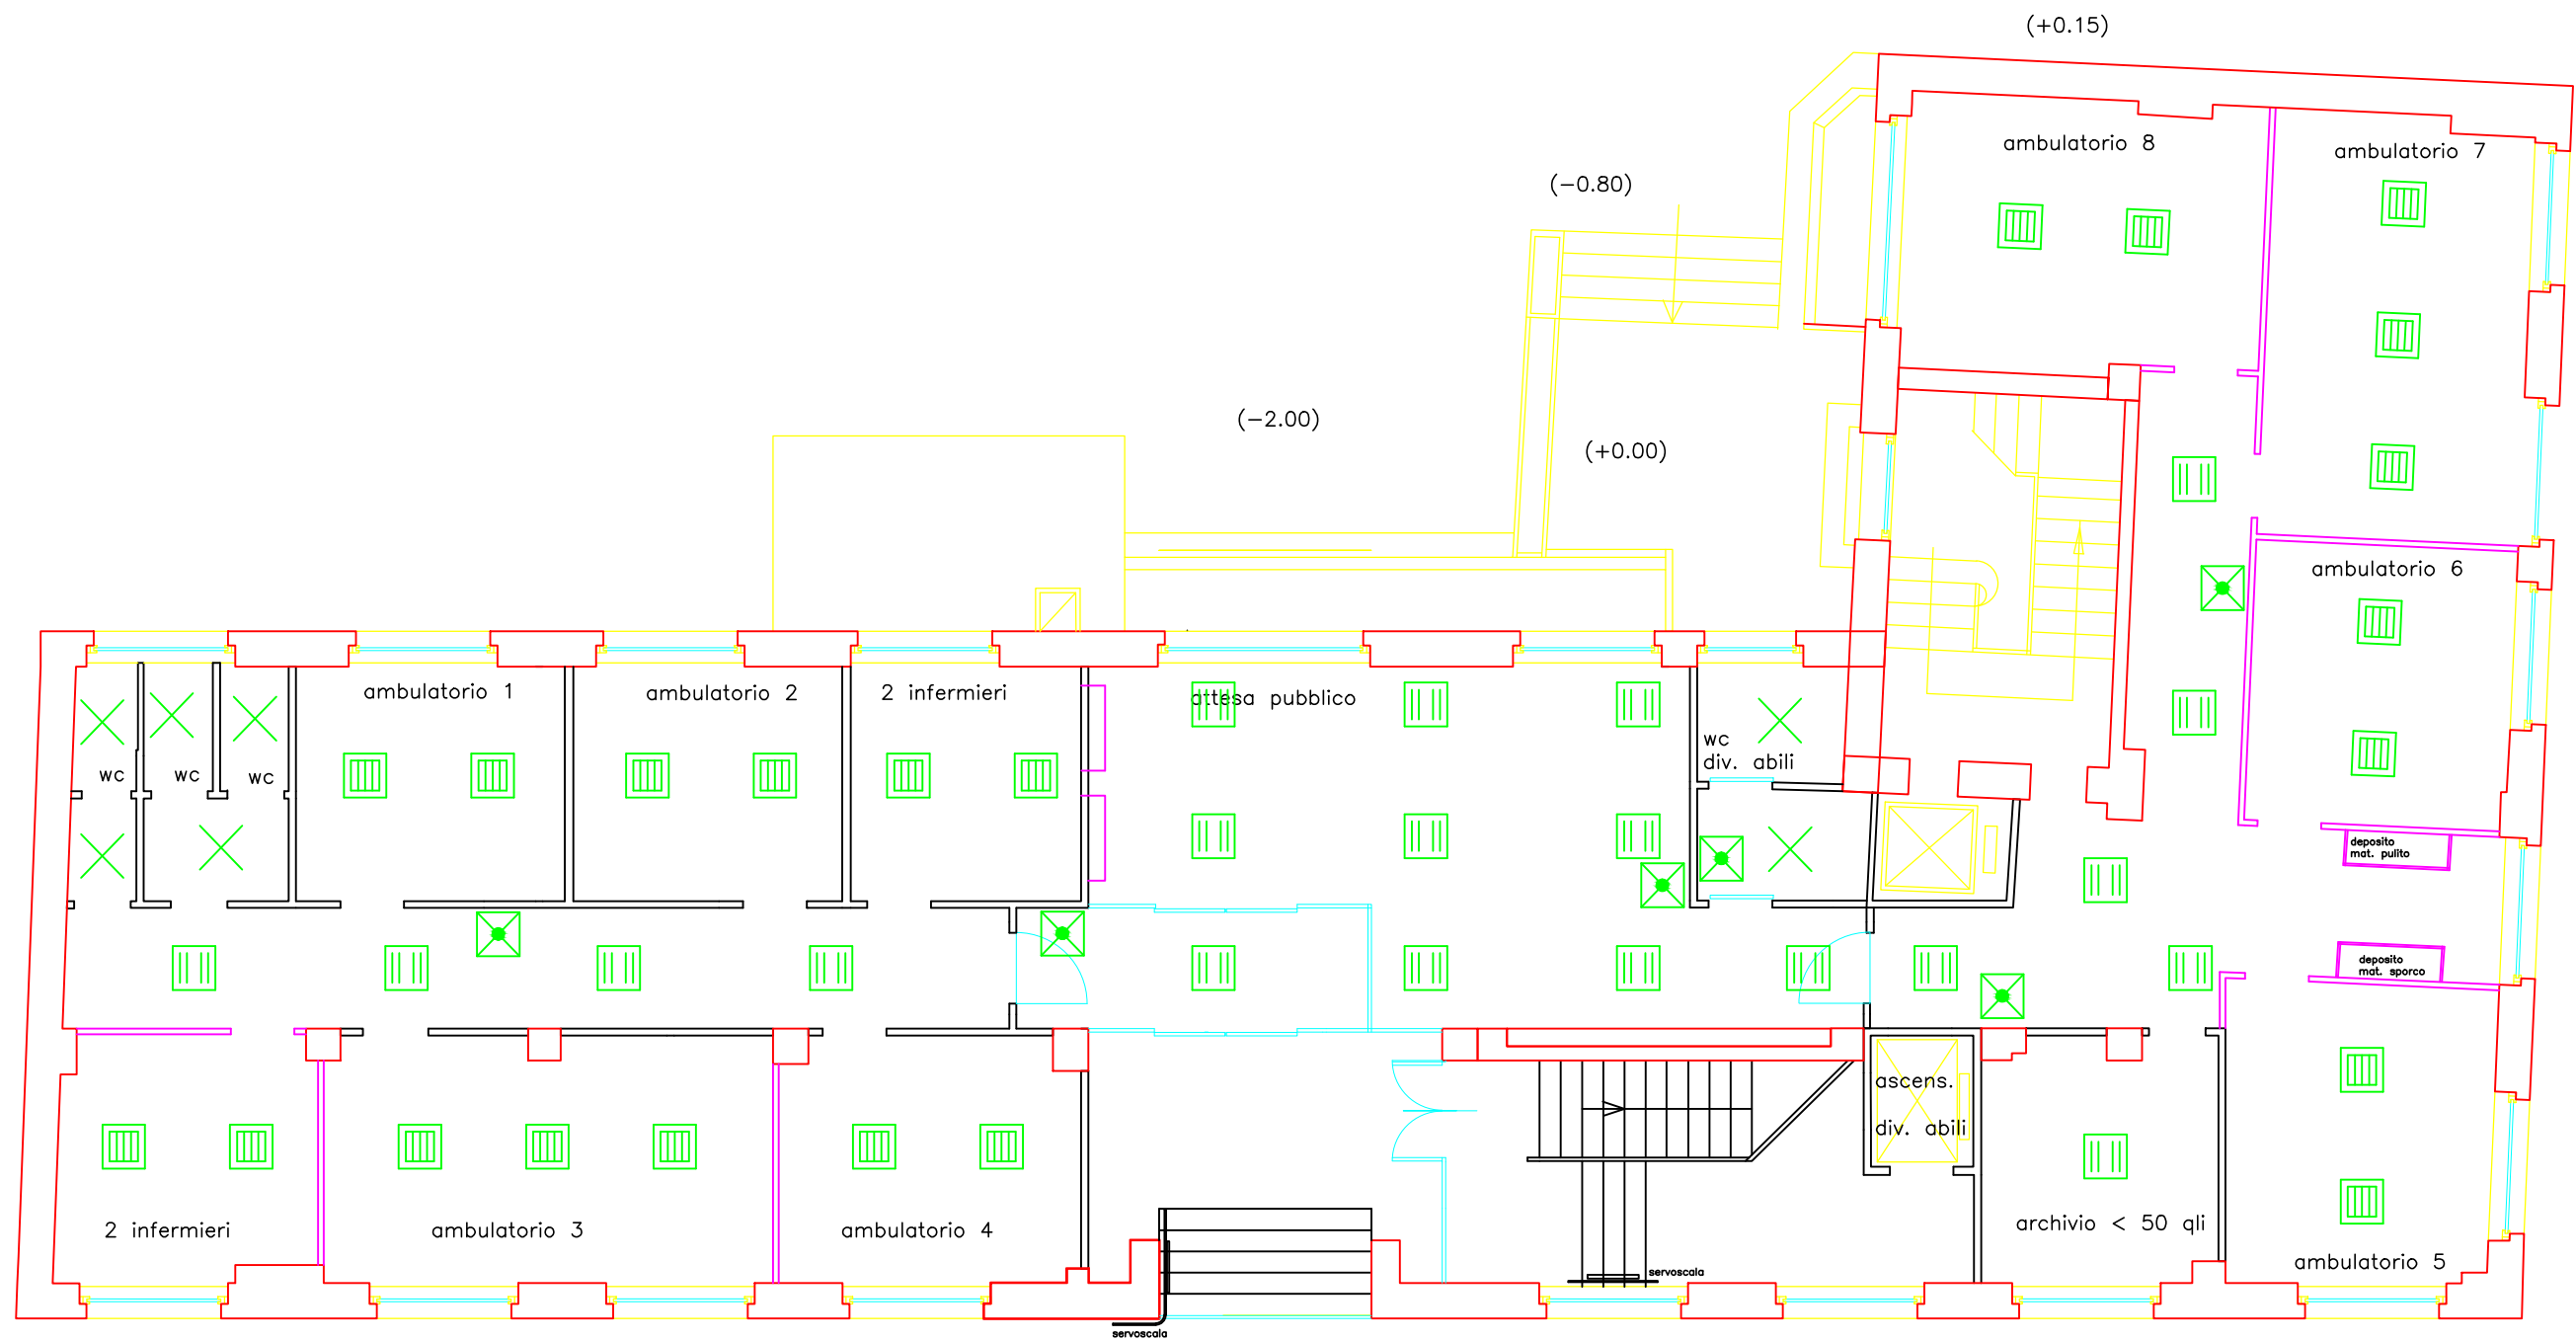 (+0.15)
ambulatorio 8
ambulatorio 7
(-0.80)
(-2.00)
(+0.00)
ambulatorio 6
ambulatorio 1
ambulatorio 2
2 infermieri
attesa pubblico
wc
div. abili
wc
wc
wc
deposito
mat. pulito
deposito
mat. sporco
ascens.
div. abili
2 infermieri
ambulatorio 3
ambulatorio 4
archivio < 50 qli
ambulatorio 5
servoscala
servoscala